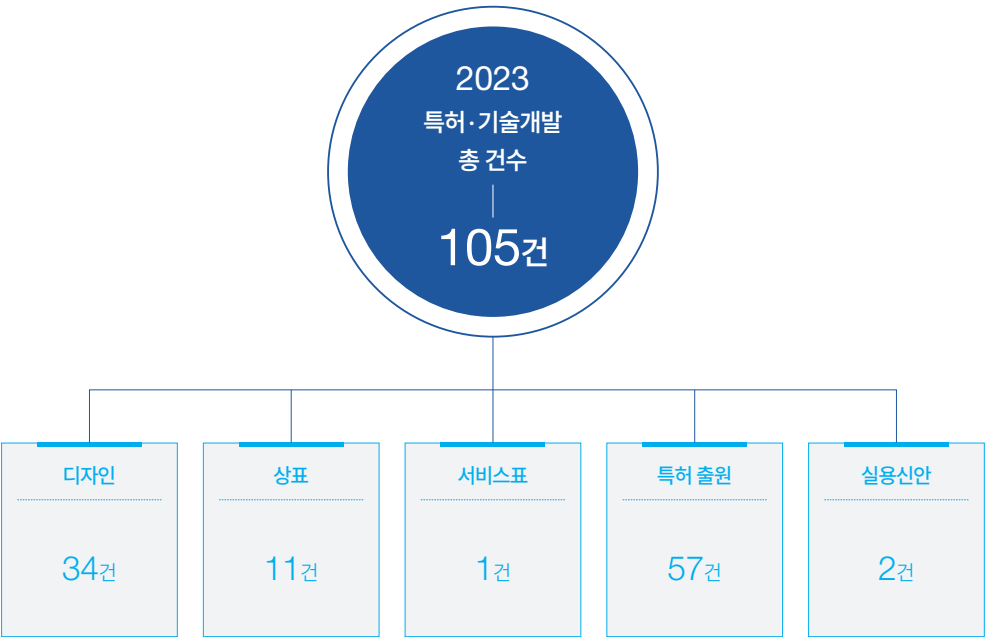 2023
특허·기술개발
총 건수
105건
디자인
상표
서비스표
특허 출원
실용신안
34건
11건
1건
57건
2건